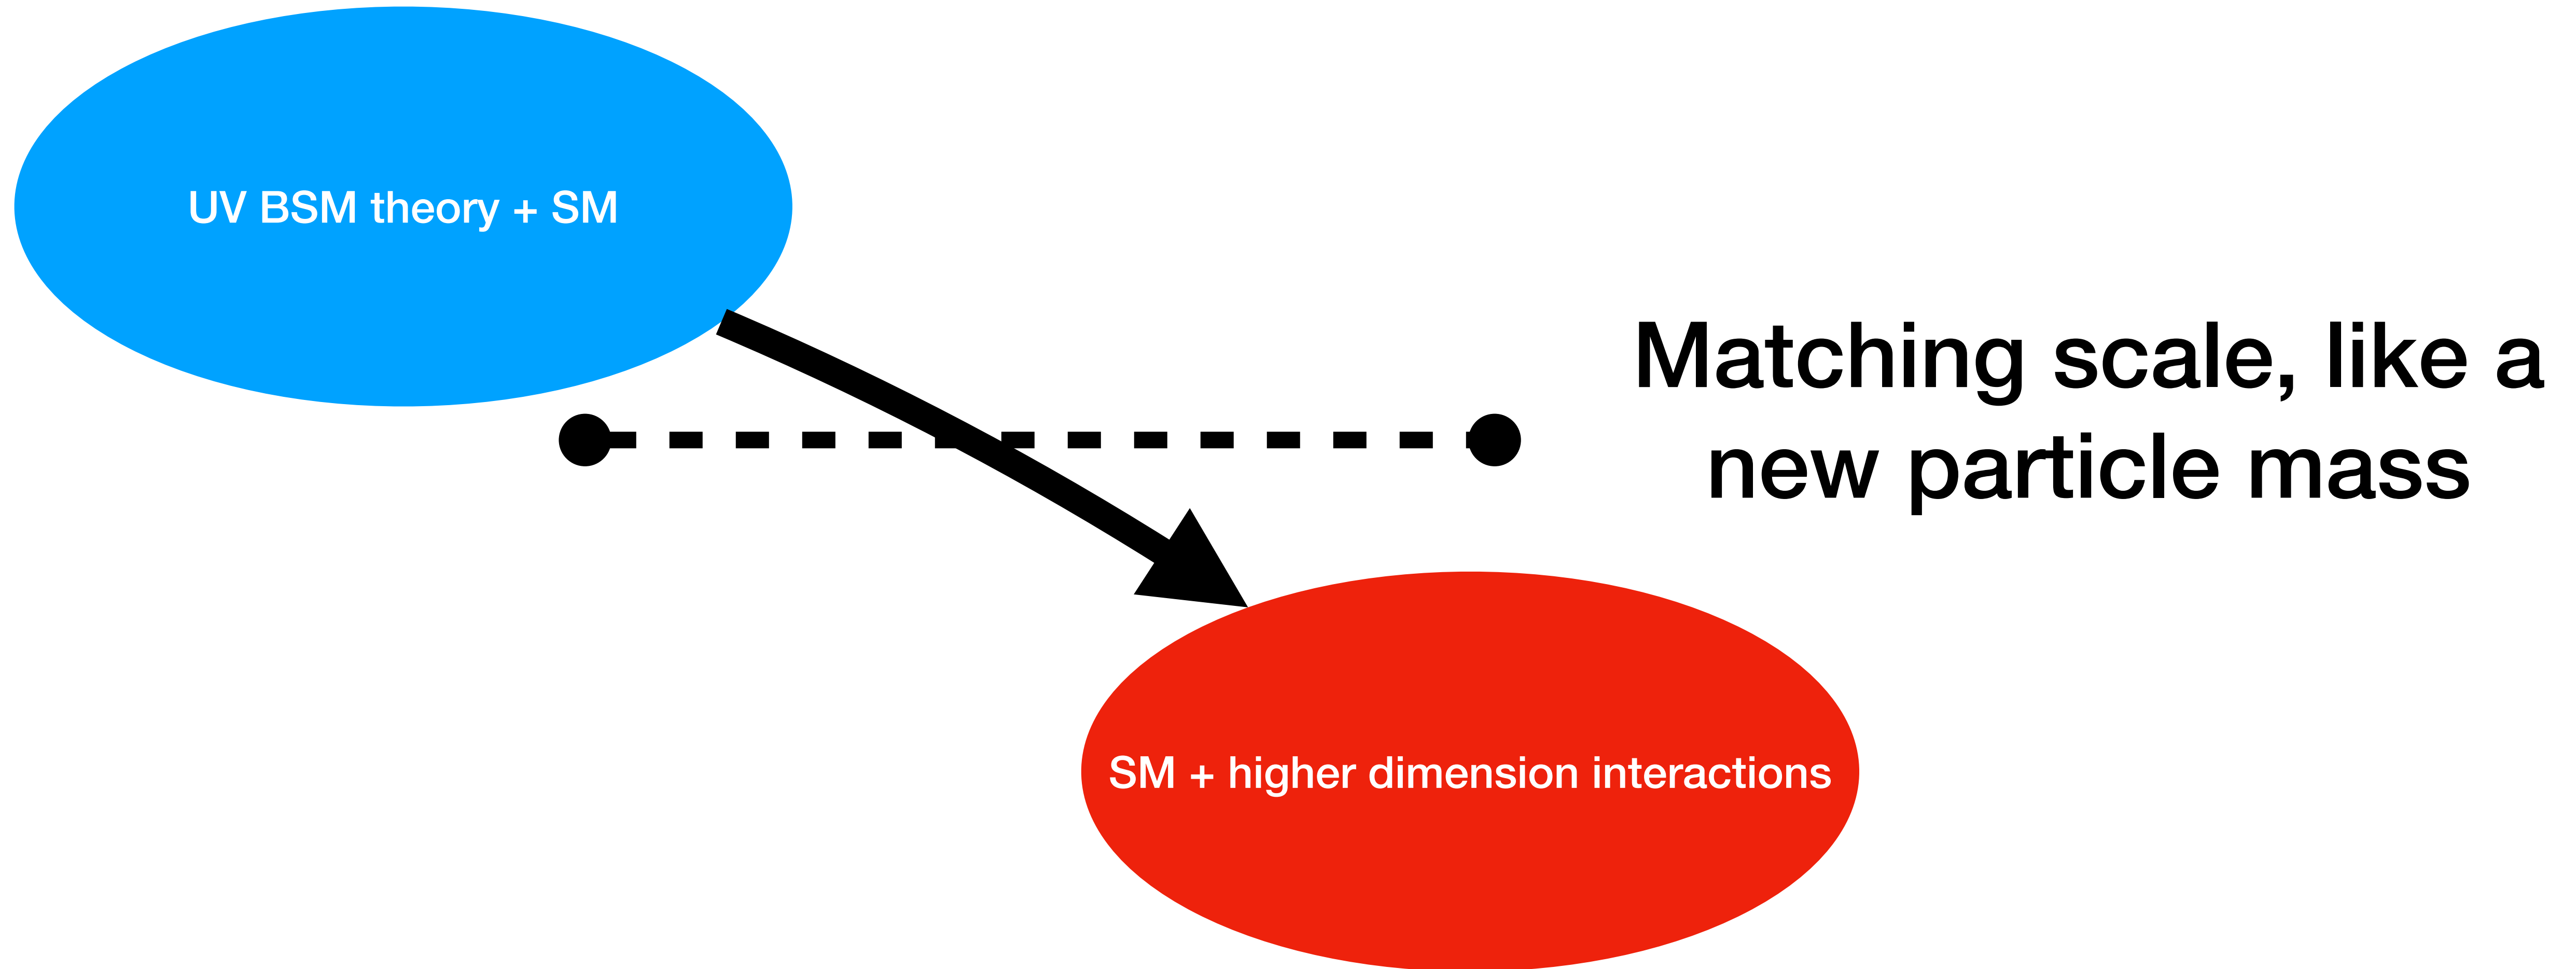 UV BSM theory + SM
Matching scale, like a
new particle mass
SM + higher dimension interactions